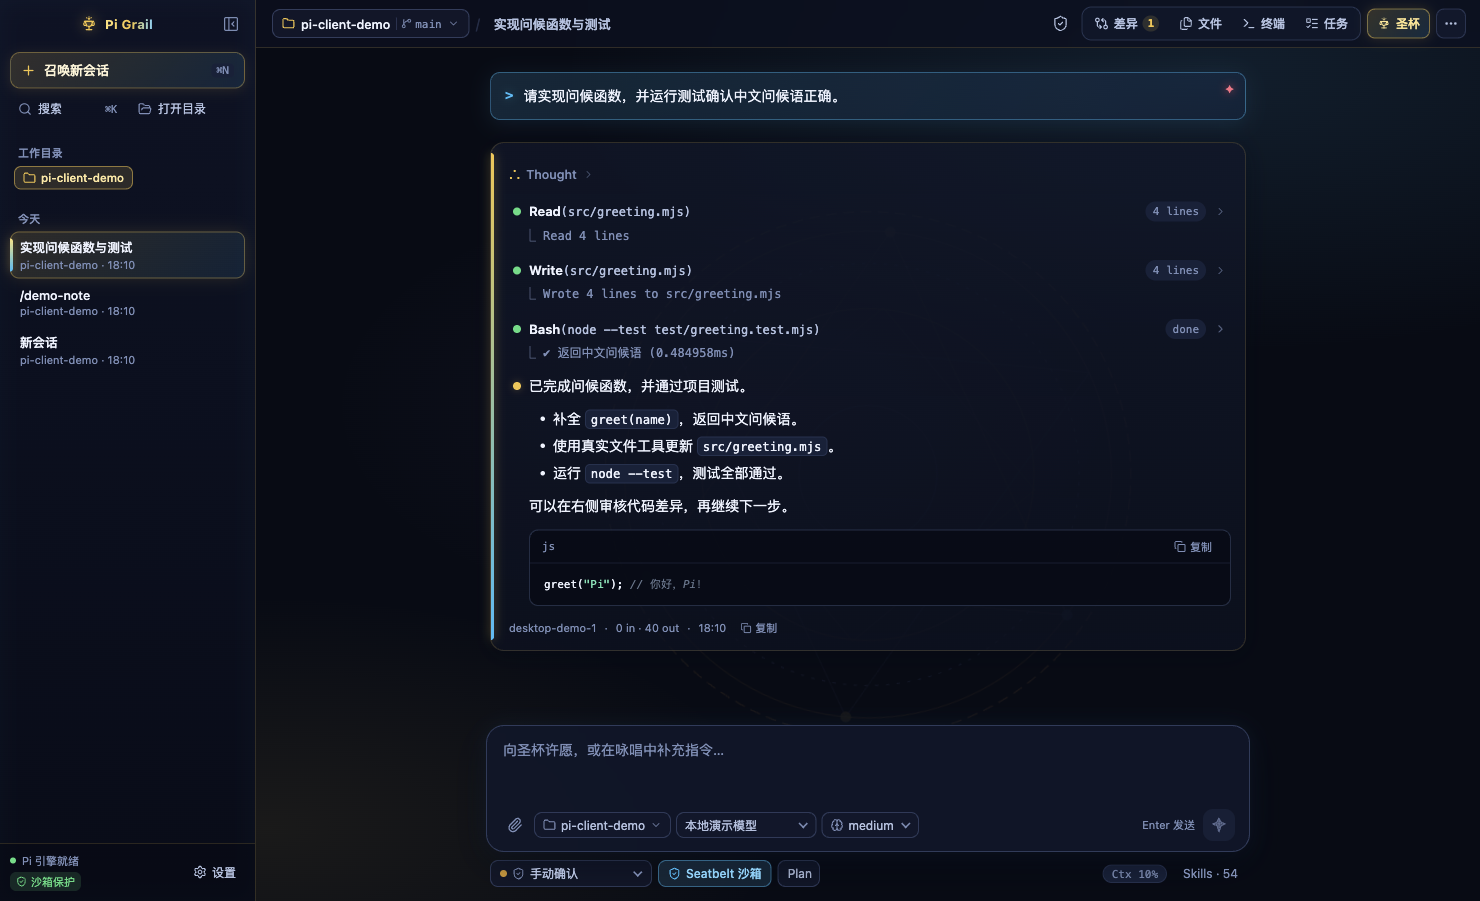 Pi Grail
召唤新会话 ⌘N
搜索 ⌘K 打开目录
工作目录
pi-client-demo
今天
实现问候函数与测试
pi-client-demo · 18:10
/demo-note
pi-client-demo · 18:10
新会话
pi-client-demo · 18:10
Pi 引擎就绪
沙箱保护
设置
pi-client-demo main / 实现问候函数与测试
差异 1 文件 终端 任务 圣杯
> 请实现问候函数，并运行测试确认中文问候语正确。
Thought
Read(src/greeting.mjs) 4 lines
Read 4 lines
Write(src/greeting.mjs) 4 lines
Wrote 4 lines to src/greeting.mjs
Bash(node --test test/greeting.test.mjs) done
✔ 返回中文问候语 (0.484958ms)
已完成问候函数，并通过项目测试。
• 补全 greet(name)，返回中文问候语。
• 使用真实文件工具更新 src/greeting.mjs。
• 运行 node --test，测试全部通过。
可以在右侧审核代码差异，再继续下一步。
js 复制
greet("Pi"); // 你好，Pi!
desktop-demo-1 · 0 in · 40 out · 18:10 复制
向圣杯许愿，或在咏唱中补充指令...
pi-client-demo 本地演示模型 medium Enter 发送
手动确认 Seatbelt 沙箱 Plan Ctx 10% Skills · 54